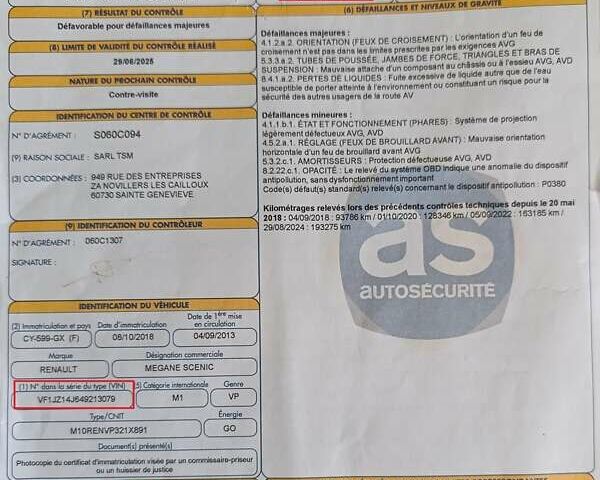 (7) RÉSULTAT DU CONTRÔLE
Défavorable pour défaillances majeures
(8) LIMITE DE VALIDITÉ DU CONTRÔLE RÉALISÉ
29/06/2025
NATURE DU PROCHAIN CONTRÔLE
Contre-visite
IDENTIFICATION DU CENTRE DE CONTRÔLE
N° D'AGRÉMENT : S060C094
(9) RAISON SOCIALE : SARL TSM
(3) COORDONNÉES : 949 RUE DES ENTREPRISES
ZA NOVILLERS LES CAILLOUX
60730 SAINTE GENEVIEVE
(9) IDENTIFICATION DU CONTRÔLEUR
N° D'AGRÉMENT : 060C1307
SIGNATURE :
IDENTIFICATION DU VÉHICULE
(2) Immatriculation et pays Date d'immatriculation Date de 1ère mise en circulation
CY-599-GX (F) 08/10/2018 04/09/2013
Marque Désignation commerciale
RENAULT MEGANE SCENIC
(1) N° dans la série du type (VIN) (5) Catégorie internationale Genre
VF1JZ14J649213079 M1 VP
Type/CNIT Énergie
M10RENVP321X891 GO
Document(s) présenté(s)
Photocopie du certificat d'immatriculation visée par un commissaire-priseur
ou un huissier de justice
(6) DÉFAILLANCES ET NIVEAUX DE GRAVITÉ
Défaillances majeures :
4.1.2.a.2. ORIENTATION (FEUX DE CROISEMENT) : L'orientation d'un feu de
croisement n'est pas dans les limites prescrites par les exigences AVG
5.3.3.a.2. TUBES DE POUSSÉE, JAMBES DE FORCE, TRIANGLES ET BRAS DE
SUSPENSION : Mauvaise attache d'un composant au châssis ou à l'essieu AVG, AVD
8.4.1.a.2. PERTES DE LIQUIDES : Fuite excessive de liquide autre que de l'eau
susceptible de porter atteinte à l'environnement ou constituant un risque pour la
sécurité des autres usagers de la route AV
Défaillances mineures :
4.1.1.b.1. ÉTAT ET FONCTIONNEMENT (PHARES) : Système de projection
légèrement défectueux AVG, AVD
4.5.2.a.1. RÉGLAGE (FEUX DE BROUILLARD AVANT) : Mauvaise orientation
horizontale d'un feu de brouillard avant AVG
5.3.2.c.1. AMORTISSEURS : Protection défectueuse AVG, AVD
8.2.22.c.1. OPACITÉ : Le relevé du système OBD indique une anomalie du dispositif
antipollution, sans dysfonctionnement important
Code(s) défaut(s) standard(s) relevé(s) concernant le dispositif antipollution : P0380
Kilométrages relevés lors des précédents contrôles techniques depuis le 20 mai
2018 : 04/09/2018 : 93786 km / 01/10/2020 : 128346 km / 05/09/2022 : 163185 km /
29/08/2024 : 193275 km
as
AUTOSÉCURITÉ